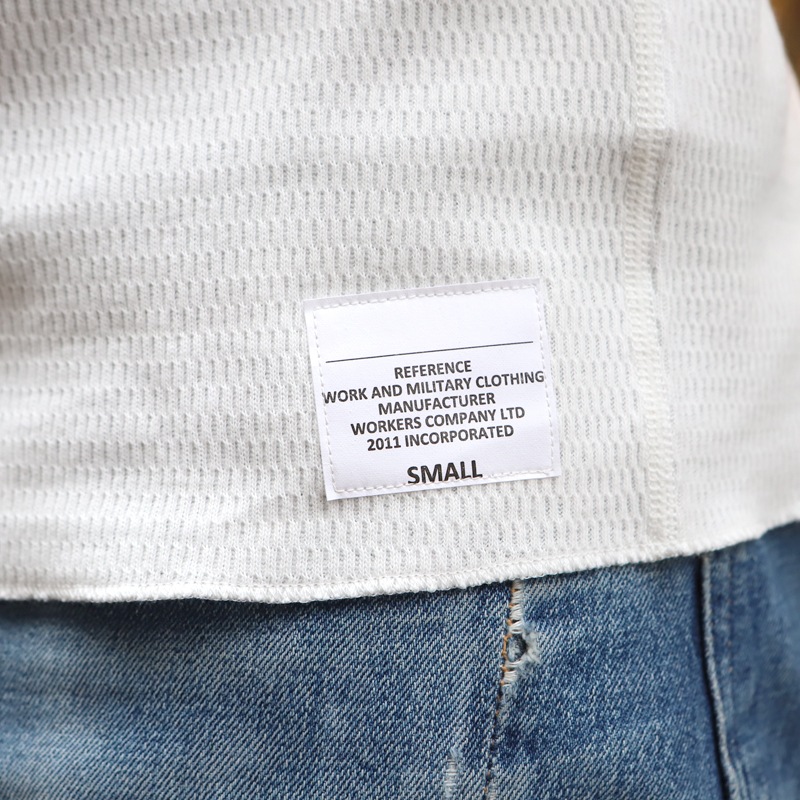 REFERENCE
WORK AND MILITARY CLOTHING
MANUFACTURER
WORKERS COMPANY LTD
2011 INCORPORATED
SMALL